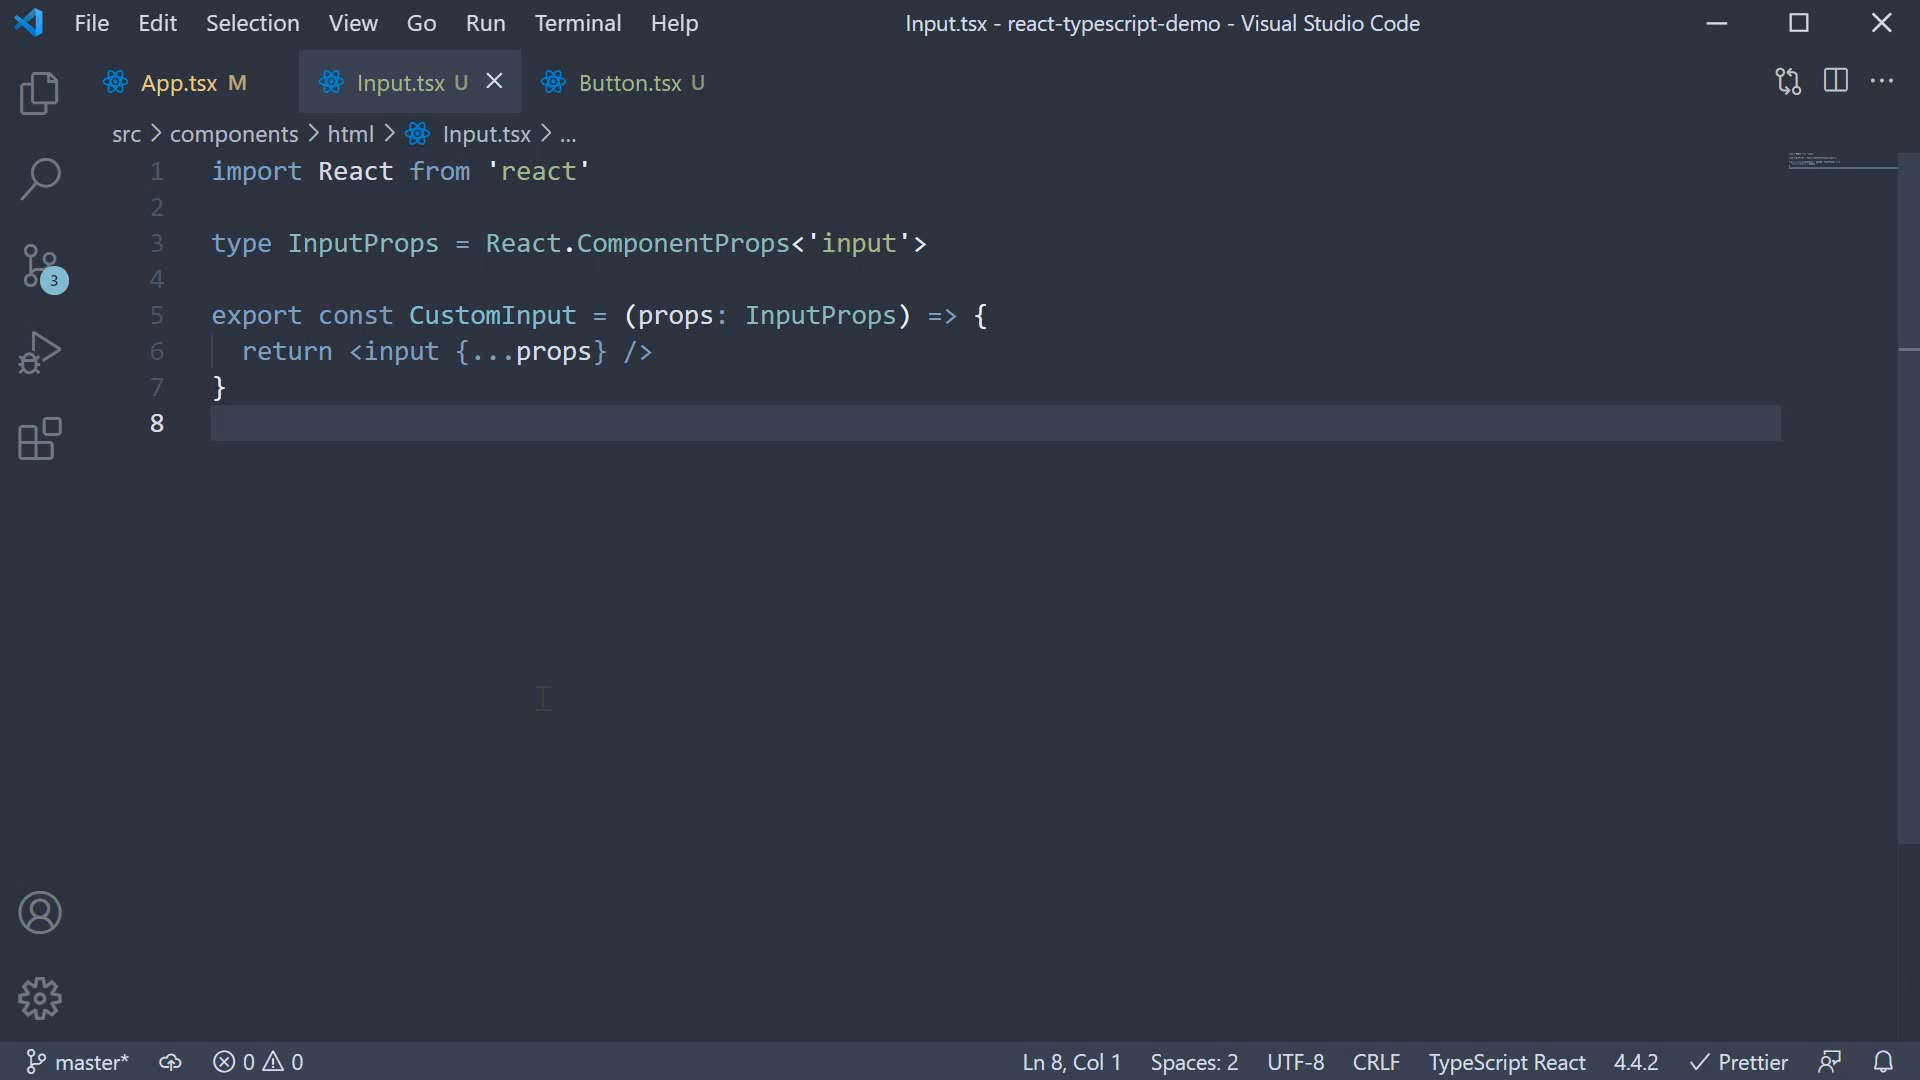 File Edit Selection View Go Run Terminal Help Input.tsx - react-typescript-demo - Visual Studio Code
App.tsx M Input.tsx U Button.tsx U
src > components > html > Input.tsx > ...
1 import React from 'react'
2
3 type InputProps = React.ComponentProps<'input'>
4
5 export const CustomInput = (props: InputProps) => {
6 return <input {...props} />
7 }
8
3
master* 0 0 Ln 8, Col 1 Spaces: 2 UTF-8 CRLF TypeScript React 4.4.2 Prettier